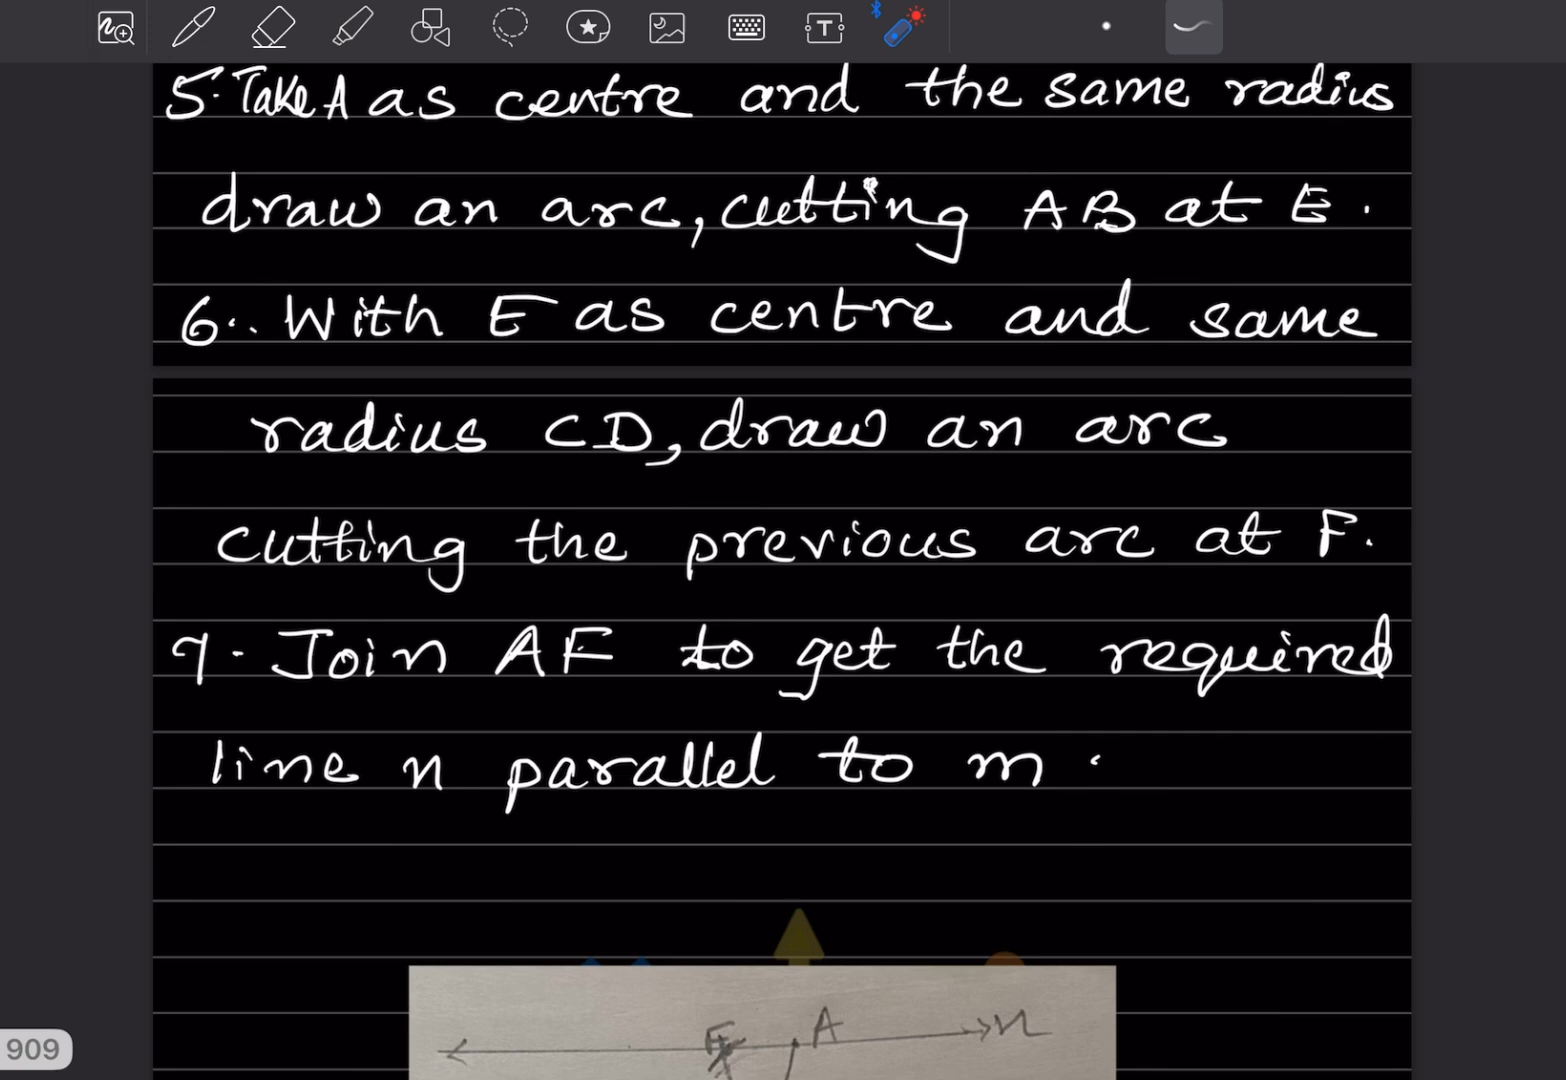 5. Take A as centre and the same radius
draw an arc, cutting AB at E.
6.. With E as centre and same
radius CD, draw an arc
cutting the previous arc at F.
7. Join AF to get the required
line n parallel to m.
F A n
909